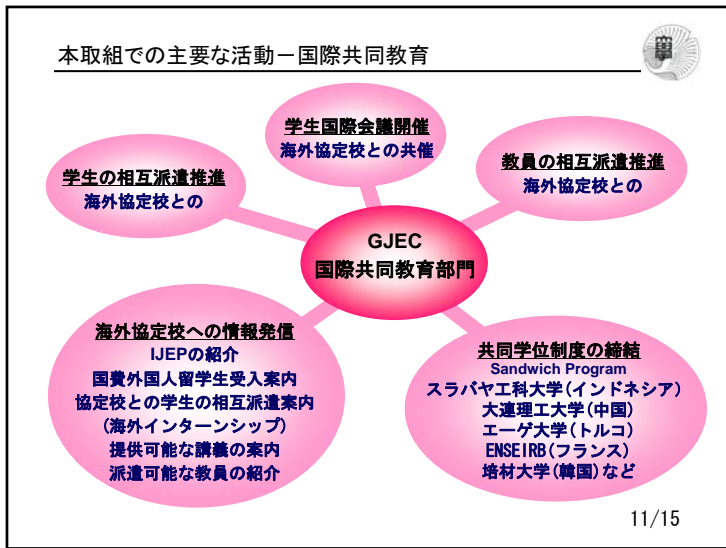 本取組での主要な活動－国際共同教育
学生国際会議開催
海外協定校との共催
学生の相互派遣推進
海外協定校との
教員の相互派遣推進
海外協定校との
GJEC
国際共同教育部門
海外協定校への情報発信
IJEPの紹介
国費外国人留学生受入案内
協定校との学生の相互派遣案内
(海外インターンシップ)
提供可能な講義の案内
派遣可能な教員の紹介
共同学位制度の締結
Sandwich Program
スラバヤ工科大学(インドネシア)
大連理工大学(中国)
エーゲ大学(トルコ)
ENSEIRB(フランス)
培材大学(韓国)など
11/15